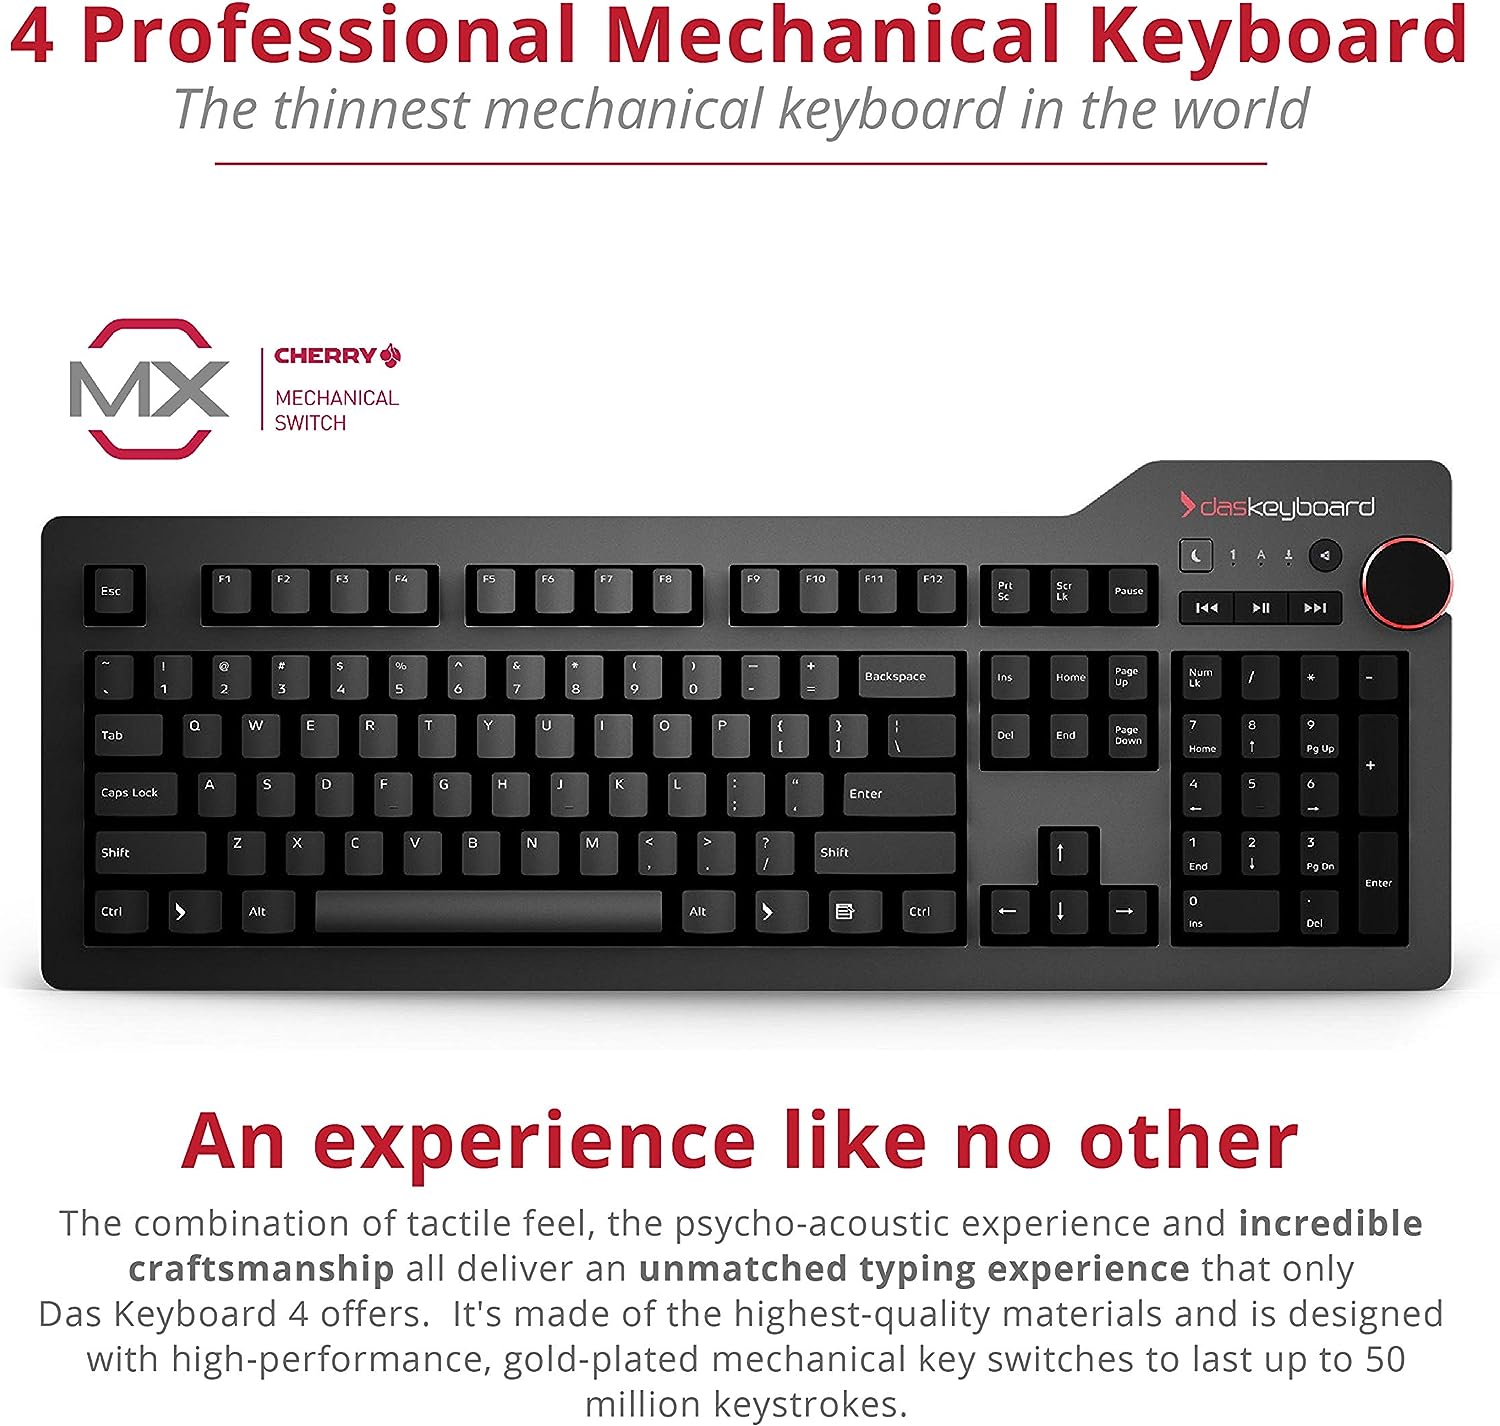 4 Professional Mechanical Keyboard
The thinnest mechanical keyboard in the world
MX
CHERRY
MECHANICAL
SWITCH
daskeyboard
1 A
Esc F1 F2 F3 F4 F5 F6 F7 F8 F9 F10 F11 F12 Prt Sc Scr Lk Pause
~ ` ! 1 @ 2 # 3 $ 4 % 5 ^ 6 & 7 * 8 ( 9 ) 0 _ - + = Backspace Ins Home Page Up Num Lk / * -
Tab Q W E R T Y U I O P { [ } ] ¦ \ Del End Page Down 7 Home 8 ↑ 9 Pg Up +
Caps Lock A S D F G H J K L : ; “ ‘ Enter 4 ← 5 6 →
Shift Z X C V B N M < , > . ? / Shift ↑ 1 End 2 ↓ 3 Pg Dn Enter
Ctrl Alt Alt Ctrl ← ↓ → 0 Ins . Del
An experience like no other
The combination of tactile feel, the psycho-acoustic experience and incredible
craftsmanship all deliver an unmatched typing experience that only
Das Keyboard 4 offers. It's made of the highest-quality materials and is designed
with high-performance, gold-plated mechanical key switches to last up to 50
million keystrokes.